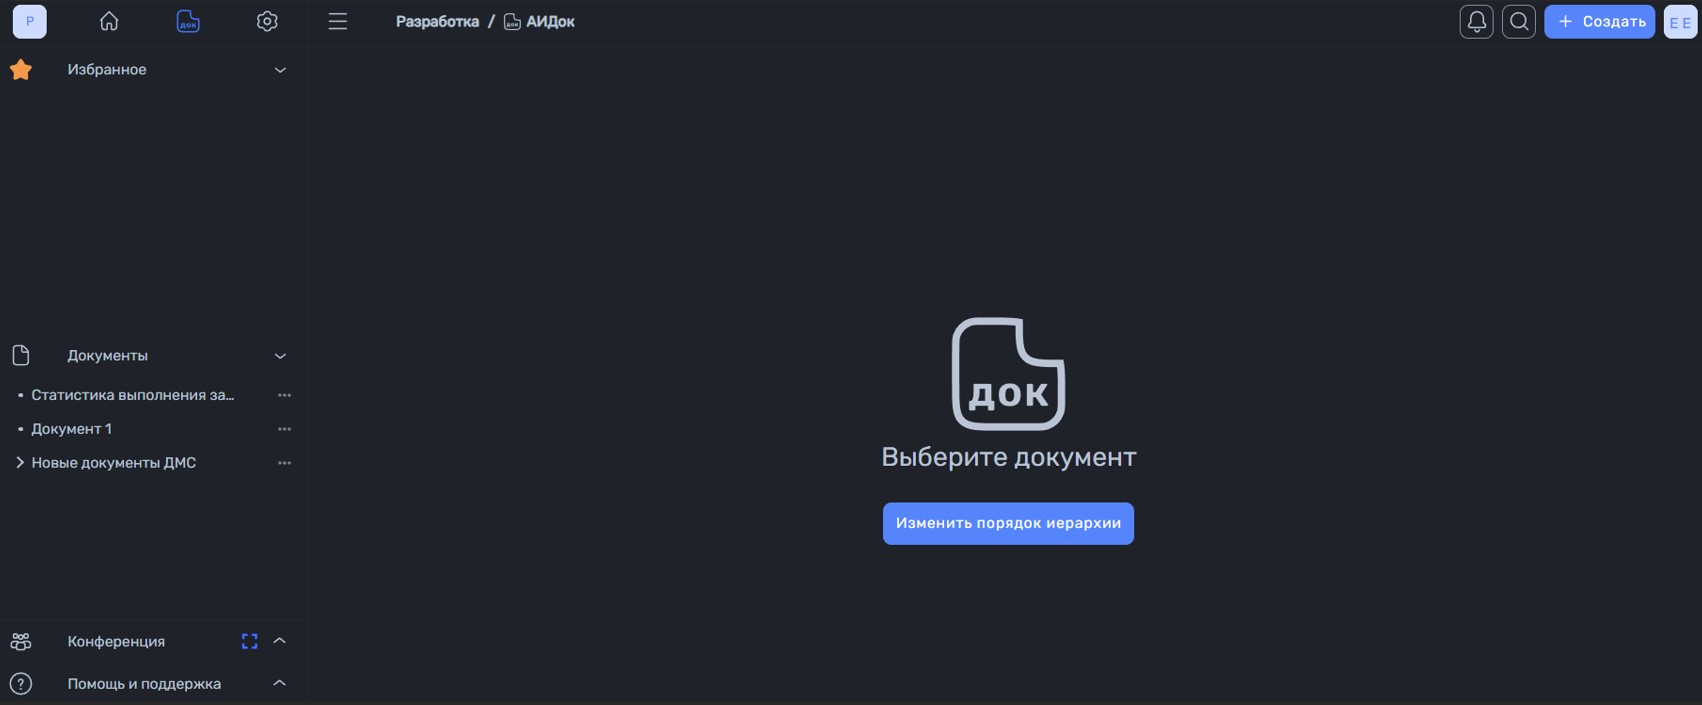 Р
док
Разработка / док АИДок
+ Создать
Е Е
Избранное
Документы
• Статистика выполнения за...
• Документ 1
Новые документы ДМС
док
Выберите документ
Изменить порядок иерархии
Конференция
? Помощь и поддержка